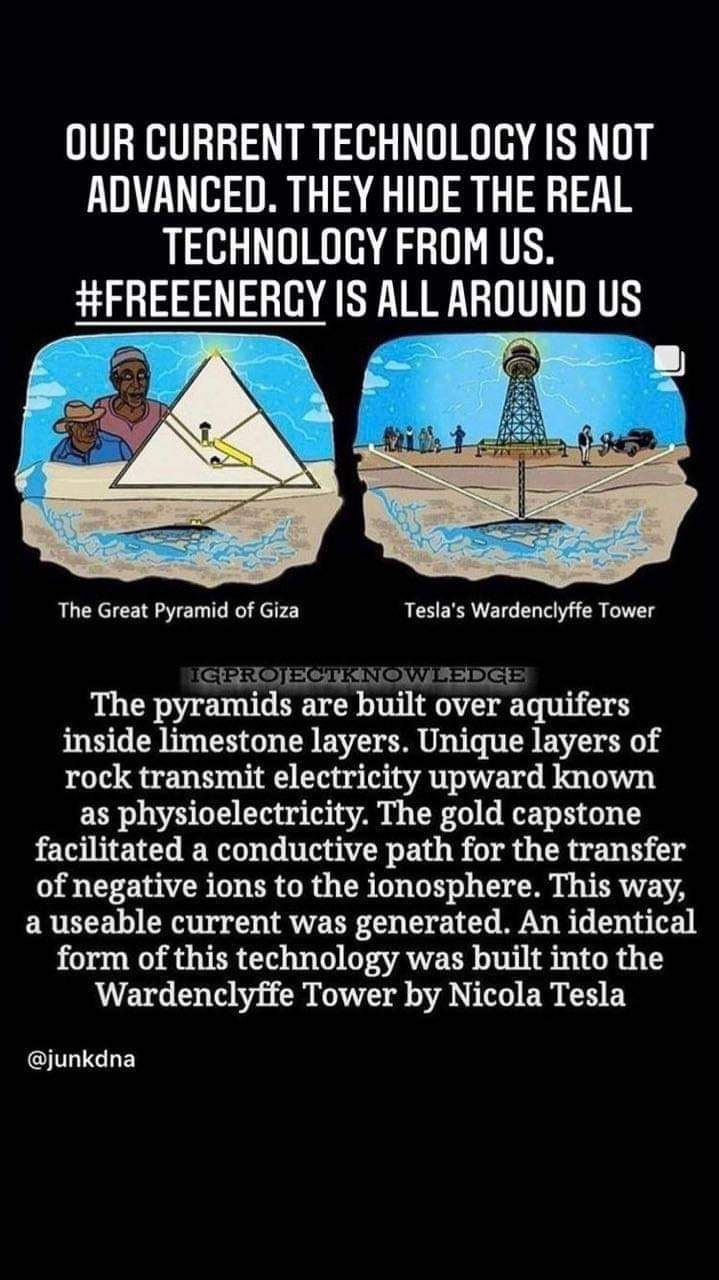 OUR CURRENT TECHNOLOGY IS NOT
ADVANCED. THEY HIDE THE REAL
TECHNOLOGY FROM US.
#FREEENERGY IS ALL AROUND US
The Great Pyramid of Giza
Tesla's Wardenclyffe Tower
IGPROJECTKNOWLEDGE
The pyramids are built over aquifers
inside limestone layers. Unique layers of
rock transmit electricity upward known
as physioelectricity. The gold capstone
facilitated a conductive path for the transfer
of negative ions to the ionosphere. This way,
a useable current was generated. An identical
form of this technology was built into the
Wardenclyffe Tower by Nicola Tesla
@junkdna